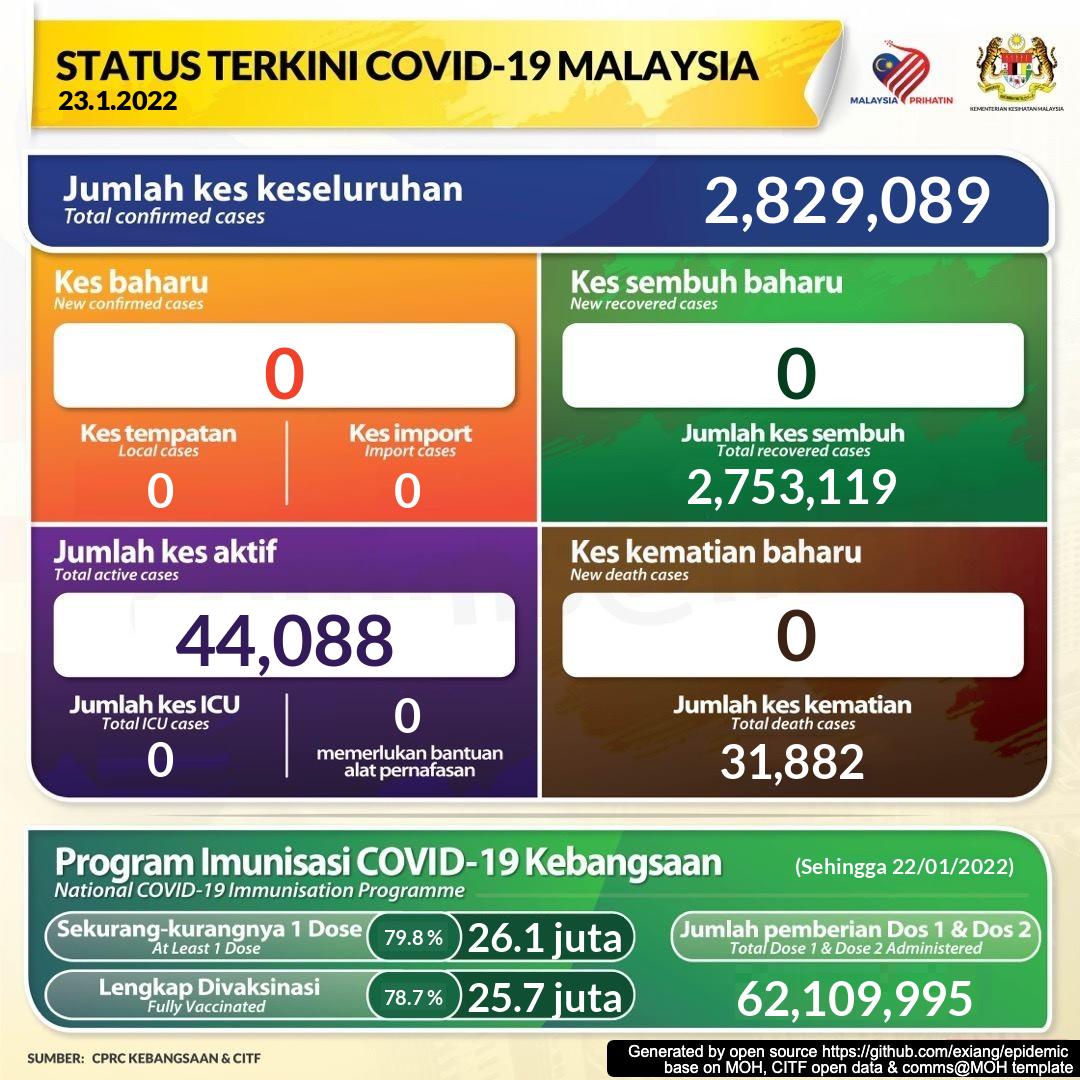 STATUS TERKINI COVID-19 MALAYSIA
23.1.2022
MALAYSIA PRIHATIN
KEMENTERIAN KESIHATAN MALAYSIA
Jumlah kes keseluruhan
Total confirmed cases
2,829,089
Kes baharu
New confirmed cases
0
Kes tempatan
Local cases
0
Kes import
Import cases
0
Kes sembuh baharu
New recovered cases
0
Jumlah kes sembuh
Total recovered cases
2,753,119
Jumlah kes aktif
Total active cases
44,088
Jumlah kes ICU
Total ICU cases
0
0
memerlukan bantuan
alat pernafasan
Kes kematian baharu
New death cases
0
Jumlah kes kematian
Total death cases
31,882
Program Imunisasi COVID-19 Kebangsaan
(Sehingga 22/01/2022)
National COVID-19 Immunisation Programme
Sekurang-kurangnya 1 Dose
At Least 1 Dose
79.8 %
26.1 juta
Lengkap Divaksinasi
Fully Vaccinated
78.7 %
25.7 juta
Jumlah pemberian Dos 1 & Dos 2
Total Dose 1 & Dose 2 Administered
62,109,995
SUMBER: CPRC KEBANGSAAN & CITF
Generated by open source https://github.com/exiang/epidemic
base on MOH, CITF open data & comms@MOH template